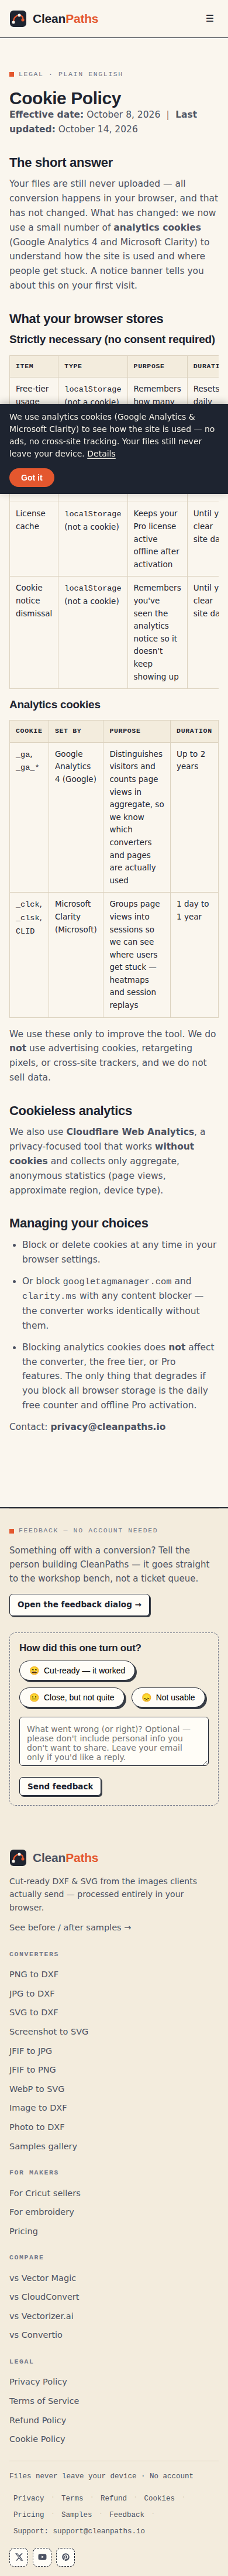 CleanPaths
☰
LEGAL · PLAIN ENGLISH
Cookie Policy
Effective date: October 8, 2026 | Last
updated: October 14, 2026
The short answer
Your files are still never uploaded — all
conversion happens in your browser, and that
has not changed. What has changed: we now
use a small number of analytics cookies
(Google Analytics 4 and Microsoft Clarity) to
understand how the site is used and where
people get stuck. A notice banner tells you
about this on your first visit.
What your browser stores
Strictly necessary (no consent required)
ITEM TYPE PURPOSE
Free-tier localStorage Remembers Resets
usage (not a cookie) how many daily
We use analytics cookies (Google Analytics &
Microsoft Clarity) to see how the site is used — no
ads, no cross-site tracking. Your files still never
leave your device. Details
Got it
License localStorage Keeps your Until y
cache (not a cookie) Pro license clear
active site da
offline after
activation
Cookie localStorage Remembers Until y
notice (not a cookie) you've clear
dismissal seen the site da
analytics
notice so it
doesn't
keep
showing up
Analytics cookies
COOKIE SET BY PURPOSE DURATION
_ga, Google Distinguishes Up to 2
_ga_* Analytics visitors and years
4 (Google) counts page
views in
aggregate, so
we know
which
converters
and pages
are actually
used
_clck, Microsoft Groups page 1 day to
_clsk, Clarity views into 1 year
CLID (Microsoft) sessions so
we can see
where users
get stuck —
heatmaps
and session
replays
We use these only to improve the tool. We do
not use advertising cookies, retargeting
pixels, or cross-site trackers, and we do not
sell data.
Cookieless analytics
We also use Cloudflare Web Analytics, a
privacy-focused tool that works without
cookies and collects only aggregate,
anonymous statistics (page views,
approximate region, device type).
Managing your choices
• Block or delete cookies at any time in your
browser settings.
• Or block googletagmanager.com and
clarity.ms with any content blocker —
the converter works identically without
them.
• Blocking analytics cookies does not affect
the converter, the free tier, or Pro
features. The only thing that degrades if
you block all browser storage is the daily
free counter and offline Pro activation.
Contact: privacy@cleanpaths.io
FEEDBACK — NO ACCOUNT NEEDED
Something off with a conversion? Tell the
person building CleanPaths — it goes straight
to the workshop bench, not a ticket queue.
Open the feedback dialog →
How did this one turn out?
😄 Cut-ready — it worked
😐 Close, but not quite 😞 Not usable
What went wrong (or right)? Optional —
please don't include personal info you
don't want to share. Leave your email
only if you'd like a reply.
Send feedback
CleanPaths
Cut-ready DXF & SVG from the images clients
actually send — processed entirely in your
browser.
See before / after samples →
CONVERTERS
PNG to DXF
JPG to DXF
SVG to DXF
Screenshot to SVG
JFIF to JPG
JFIF to PNG
WebP to SVG
Image to DXF
Photo to DXF
Samples gallery
FOR MAKERS
For Cricut sellers
For embroidery
Pricing
COMPARE
vs Vector Magic
vs CloudConvert
vs Vectorizer.ai
vs Convertio
LEGAL
Privacy Policy
Terms of Service
Refund Policy
Cookie Policy
Files never leave your device · No account
Privacy · Terms · Refund · Cookies ·
Pricing · Samples · Feedback
Support: support@cleanpaths.io